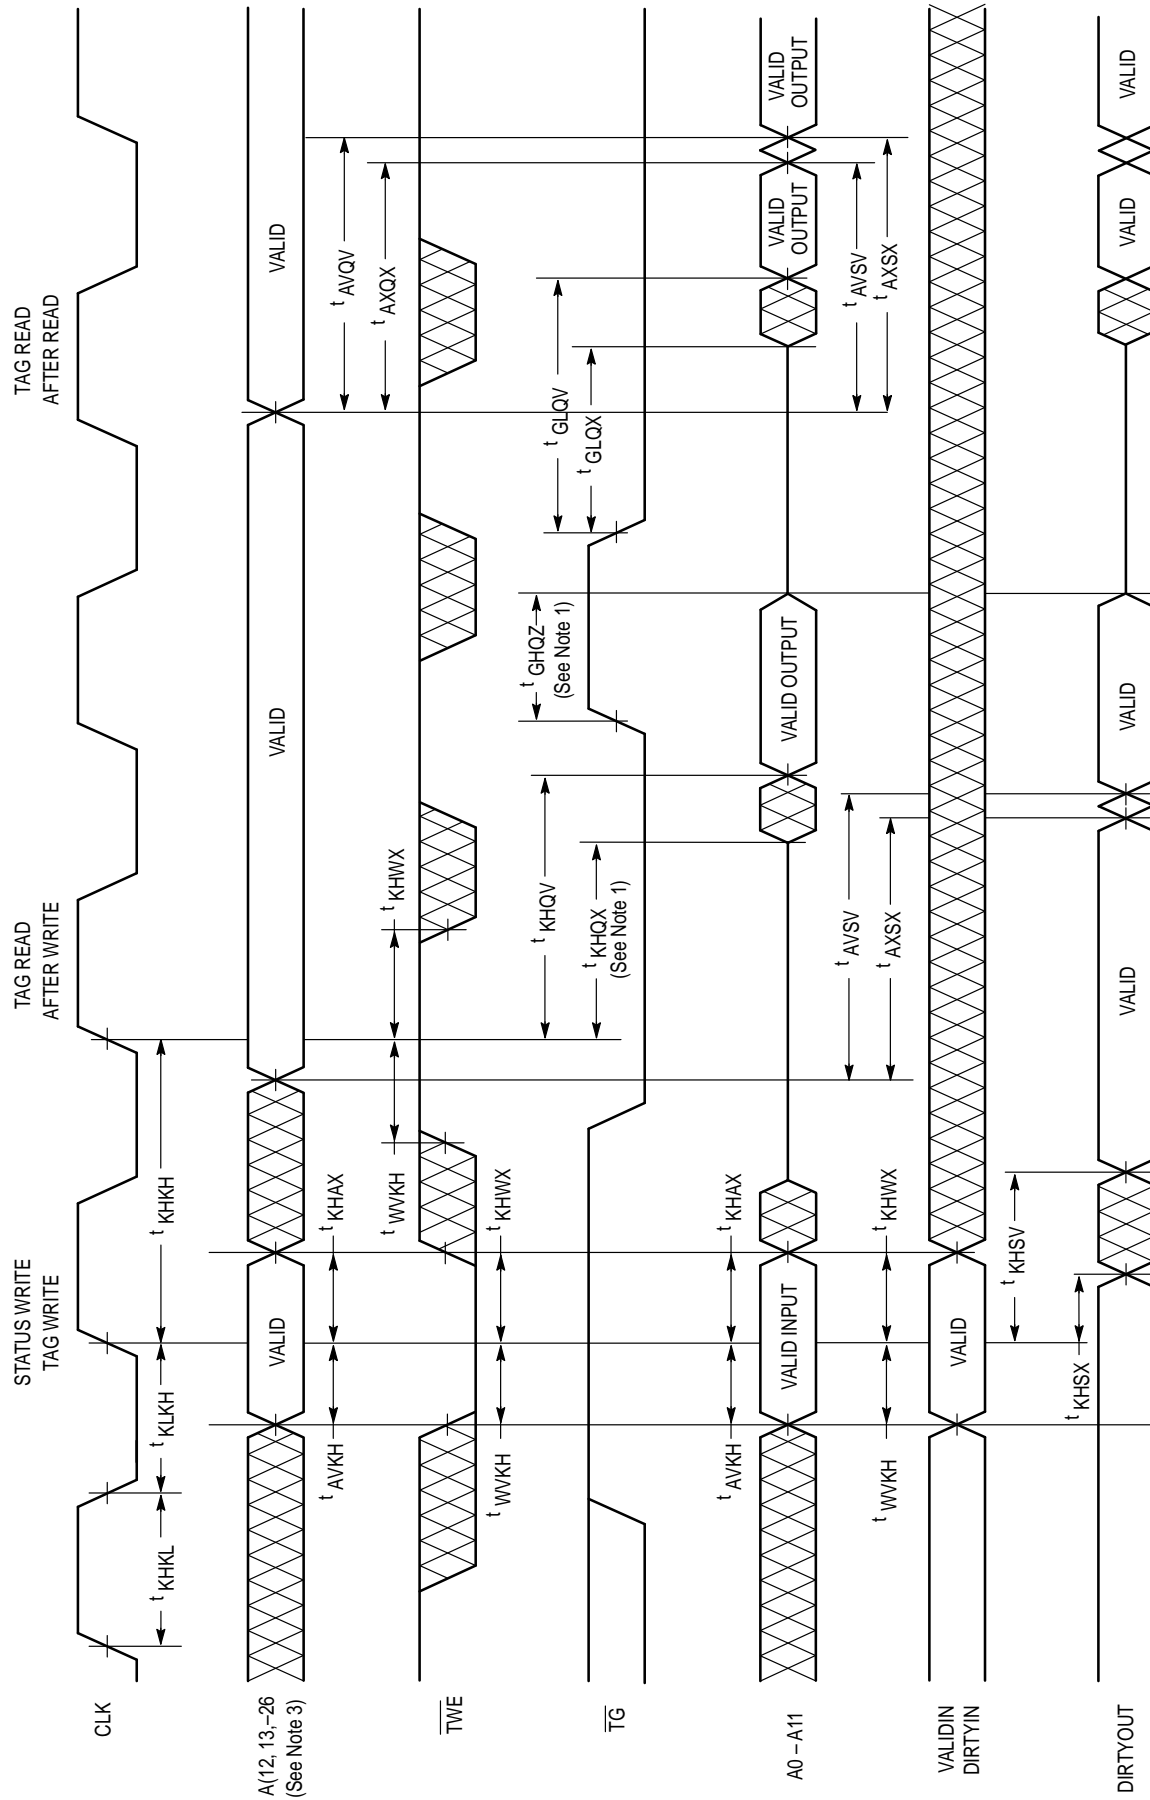 STATUS WRITE
TAG WRITE
TAG READ
AFTER WRITE
TAG READ
AFTER READ
CLK
t KHKL
t KLKH
t KHKH
A(12, 13,–26
(See Note 3)
VALID
VALID
VALID
t AVKH
t KHAX
t AVQV
t AXQX
TWE
t WVKH
t KHWX
t WVKH
t KHWX
TG
t KHQV
t KHQX
(See Note 1)
t GHQZ
(See Note 1)
t GLQV
t GLQX
A0 – A11
t AVKH
t KHAX
VALID INPUT
VALID OUTPUT
VALID
OUTPUT
VALID
OUTPUT
t WVKH
t KHWX
t AVSV
t AXSX
t AVSV
t AXSX
VALIDIN
DIRTYIN
VALID
t KHSV
t KHSX
DIRTYOUT
VALID
VALID
VALID
VALID